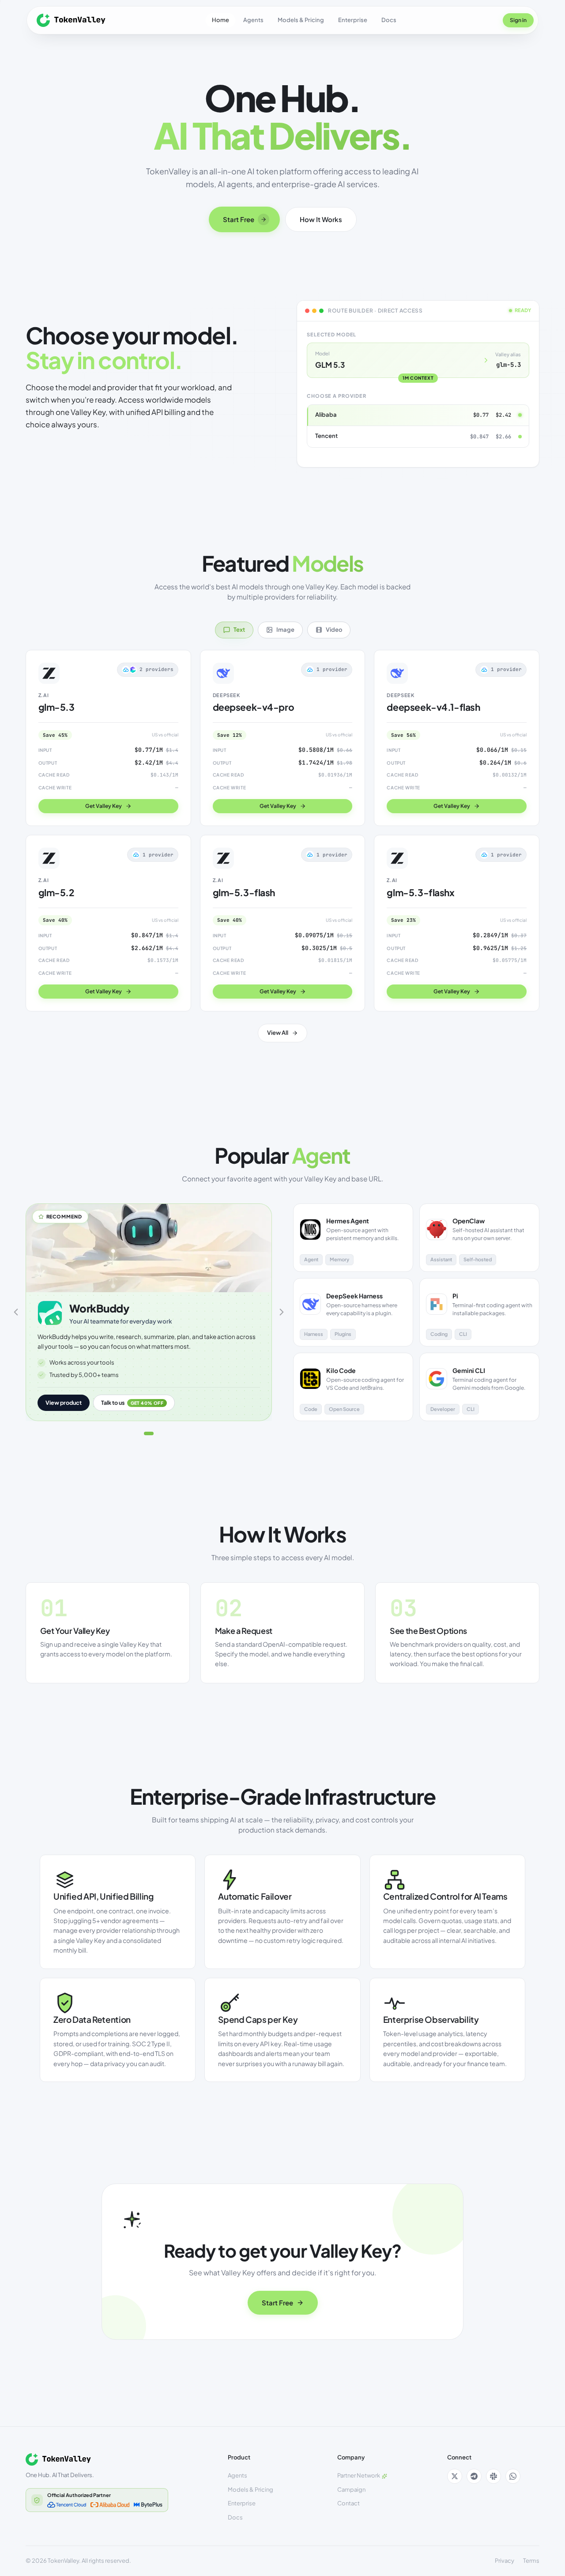 TokenValley
Home
Agents
Models & Pricing
Enterprise
Docs
Sign in
One Hub.
AI That Delivers.
TokenValley is an all-in-one AI token platform offering access to leading AI
models, AI agents, and enterprise-grade AI services.
Start Free
How It Works
Choose your model.
Stay in control.
Choose the model and provider that fit your workload, and
switch when you're ready. Access worldwide models
through one Valley Key, with unified API billing and the
choice always yours.
ROUTE BUILDER · DIRECT ACCESS
READY
SELECTED MODEL
Model
GLM 5.3
Valley alias
glm-5.3
1M CONTEXT
CHOOSE A PROVIDER
Alibaba $0.77 $2.42
Tencent $0.847 $2.66
Featured Models
Access the world's best AI models through one Valley Key. Each model is backed
by multiple providers for reliability.
Text
Image
Video
1 providers
Z.AI
glm-5.3
Save 45% US vs official
INPUT $0.77/1M $1.4
OUTPUT $2.42/1M $4.4
CACHE READ $0.143/1M
CACHE WRITE –
Get Valley Key
1 provider
DEEPSEEK
deepseek-v4-pro
Save 12% US vs official
INPUT $0.5808/1M $0.66
OUTPUT $1.7424/1M $1.98
CACHE READ
CACHE WRITE –
Get Valley Key
1 provider
DEEPSEEK
deepseek-v4.1-flash
Save 56% US vs official
INPUT $0.066/1M $0.15
OUTPUT $0.264/1M $0.6
CACHE READ
CACHE WRITE –
Get Valley Key
1 provider
Z.AI
glm-5.2
Save 40% US vs official
INPUT $0.847/1M $1.4
OUTPUT $2.662/1M $4.4
CACHE READ $0.1573/1M
CACHE WRITE –
Get Valley Key
1 provider
Z.AI
glm-5.3-flash
Save 40% US vs official
INPUT $0.09075/1M $0.15
OUTPUT $0.3025/1M $0.5
CACHE READ $0.01815/1M
CACHE WRITE –
Get Valley Key
1 provider
Z.AI
glm-5.3-flashx
Save 23% US vs official
INPUT $0.2849/1M $0.37
OUTPUT $0.9625/1M $1.25
CACHE READ $0.05775/1M
CACHE WRITE –
Get Valley Key
View All
Popular Agent
Connect your favorite agent with your Valley Key and base URL.
RECOMMEND
WorkBuddy
Your AI teammate for everyday work
WorkBuddy helps you write, research, summarize, plan, and take action across
all your tools — so you can focus on what matters most.
Works across your tools
Trusted by 5,000+ teams
View product
Talk to us GET 40% OFF
Hermes Agent
Open-source agent with
persistent memory and skills.
Agent Memory
OpenClaw
Self-hosted AI assistant that
runs on your own server.
Assistant Self-hosted
DeepSeek Harness
Open-source harness where
every capability is a plugin.
Harness Plugins
Pi
Terminal-first coding agent with
installable packages.
Coding CLI
Kilo Code
Open-source coding agent for
VS Code and JetBrains.
Code Open Source
Gemini CLI
Terminal coding agent for
Gemini models from Google.
Developer CLI
How It Works
Three simple steps to access every AI model.
01
Get Your Valley Key
Sign up and receive a single Valley Key that
grants access to every model on the platform.
02
Make a Request
Send a standard OpenAI-compatible request.
Specify the model, and we handle everything
else.
03
See the Best Options
We benchmark providers on quality, cost, and
latency, then surface the best options for your
workload. You make the final call.
Enterprise-Grade Infrastructure
Built for teams shipping AI at scale — the reliability, privacy, and cost controls your
production stack demands.
Unified API, Unified Billing
One endpoint, one contract, one invoice.
Stop juggling 5+ vendor agreements —
manage every provider relationship through
a single Valley Key and a consolidated
monthly bill.
Automatic Failover
Built-in rate and capacity limits across
providers. Requests auto-retry and fail over
to the next healthy provider with zero
downtime — no custom retry logic required.
Centralized Control for AI Teams
One unified entry point for every team's
model calls. Govern quotas, usage stats, and
call logs per project — clear, searchable, and
auditable across all internal AI initiatives.
Zero Data Retention
Prompts and completions are never logged,
stored, or used for training. SOC 2 Type II,
GDPR-compliant, with end-to-end TLS on
every hop — data privacy you can audit.
Spend Caps per Key
Set hard monthly budgets and per-request
limits on every API key. Real-time usage
dashboards and alerts mean your team
never surprises you with a runaway bill again.
Enterprise Observability
Token-level usage analytics, latency
percentiles, and cost breakdowns across
every model and provider — exportable,
auditable, and ready for your finance team.
Ready to get your Valley Key?
See what Valley Key offers and decide if it's right for you.
Start Free
TokenValley
One Hub. AI That Delivers.
Official Authorized Partner
Tencent Cloud Alibaba Cloud BytePlus
Product
Agents
Models & Pricing
Enterprise
Docs
Company
Partner Network
Campaign
Contact
Connect
© 2026 TokenValley. All rights reserved.
Privacy
Terms